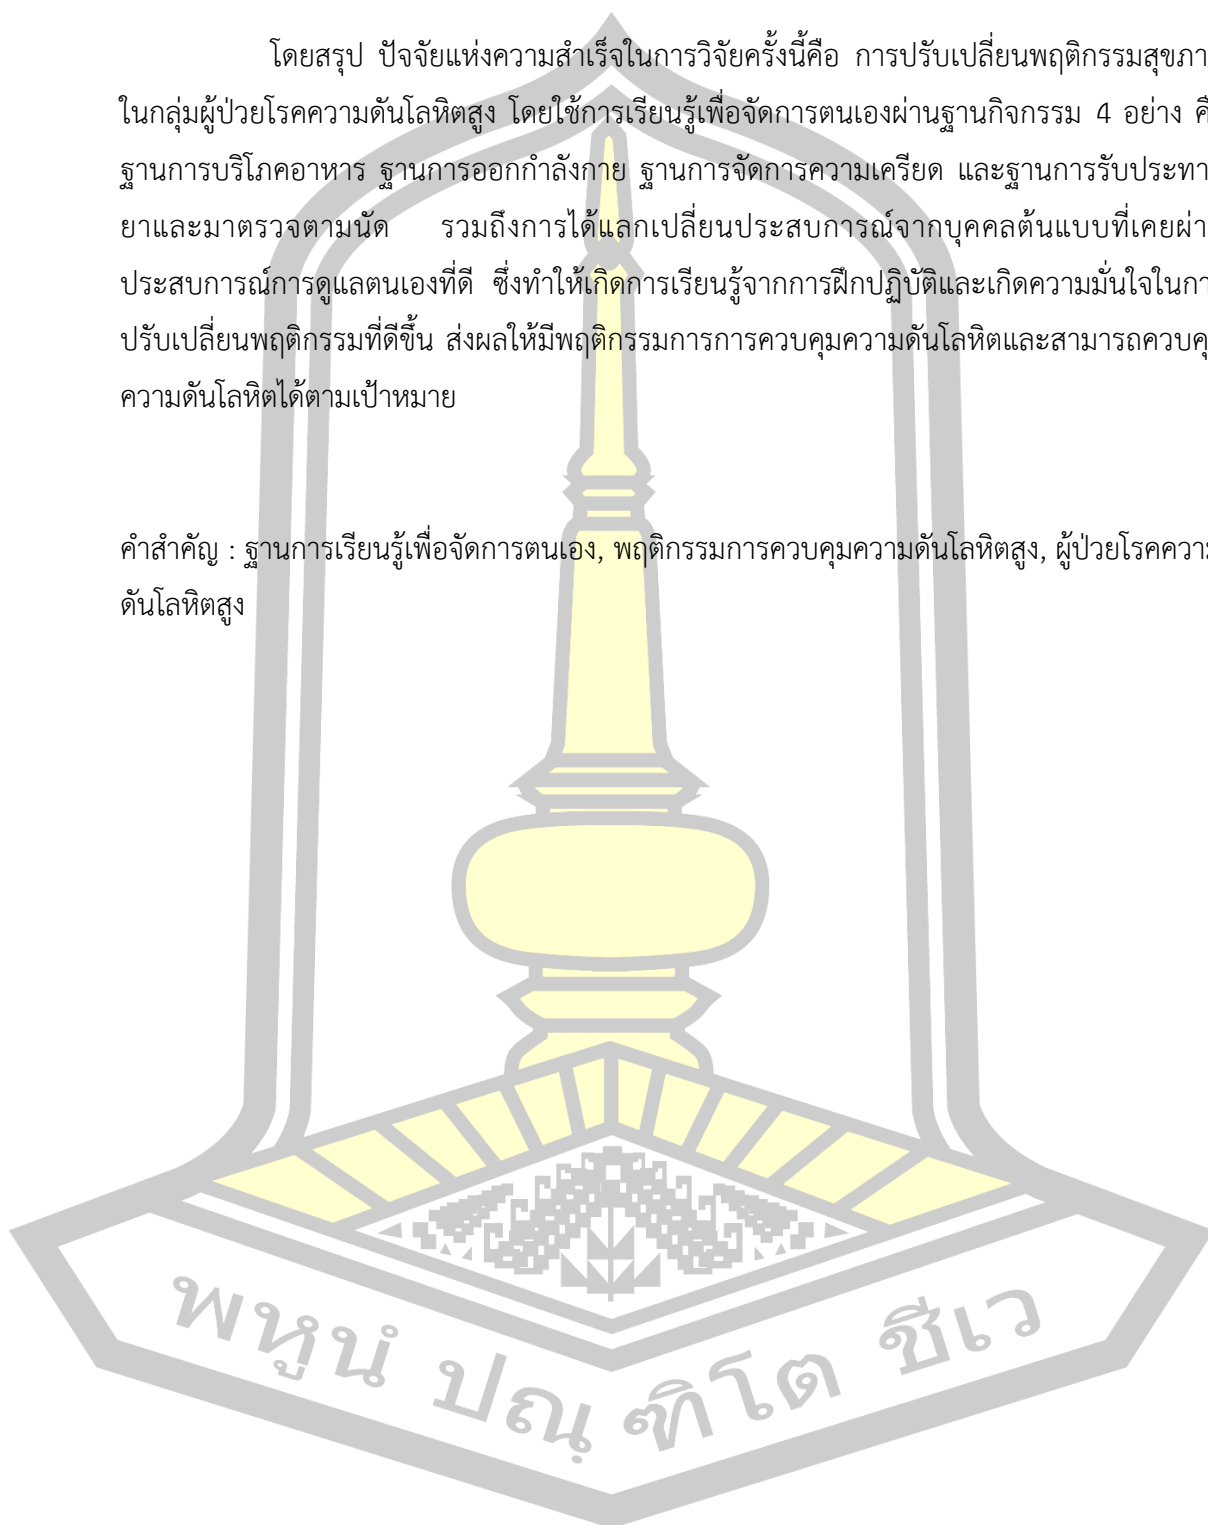 โดยสรุป ปัจจัยแห่งความสำเร็จในการวิจัยครั้งนี้คือ การปรับเปลี่ยนพฤติกรรมสุขภา
ในกลุ่มผู้ป่วยโรคความดันโลหิตสูง โดยใช้การเรียนรู้เพื่อจัดการตนเองผ่านฐานกิจกรรม 4 อย่าง คื
ฐานการบริโภคอาหาร ฐานการออกกำลังกาย ฐานการจัดการความเครียด และฐานการรับประทา
ยาและมาตรวจตามนัด รวมถึงการได้แลกเปลี่ยนประสบการณ์จากบุคคลต้นแบบที่เคยผ่า
ประสบการณ์การดูแลตนเองที่ดี ซึ่งทำให้เกิดการเรียนรู้จากการฝึกปฏิบัติและเกิดความมั่นใจในกา
ปรับเปลี่ยนพฤติกรรมที่ดีขึ้น ส่งผลให้มีพฤติกรรมการการควบคุมความดันโลหิตและสามารถควบคุ
ความดันโลหิตได้ตามเป้าหมาย
คำสำคัญ : ฐานการเรียนรู้เพื่อจัดการตนเอง, พฤติกรรมการควบคุมความดันโลหิตสูง, ผู้ป่วยโรคความ
ดันโลหิตสูง
พหูนํ ปณฺฑิโต ชีเว